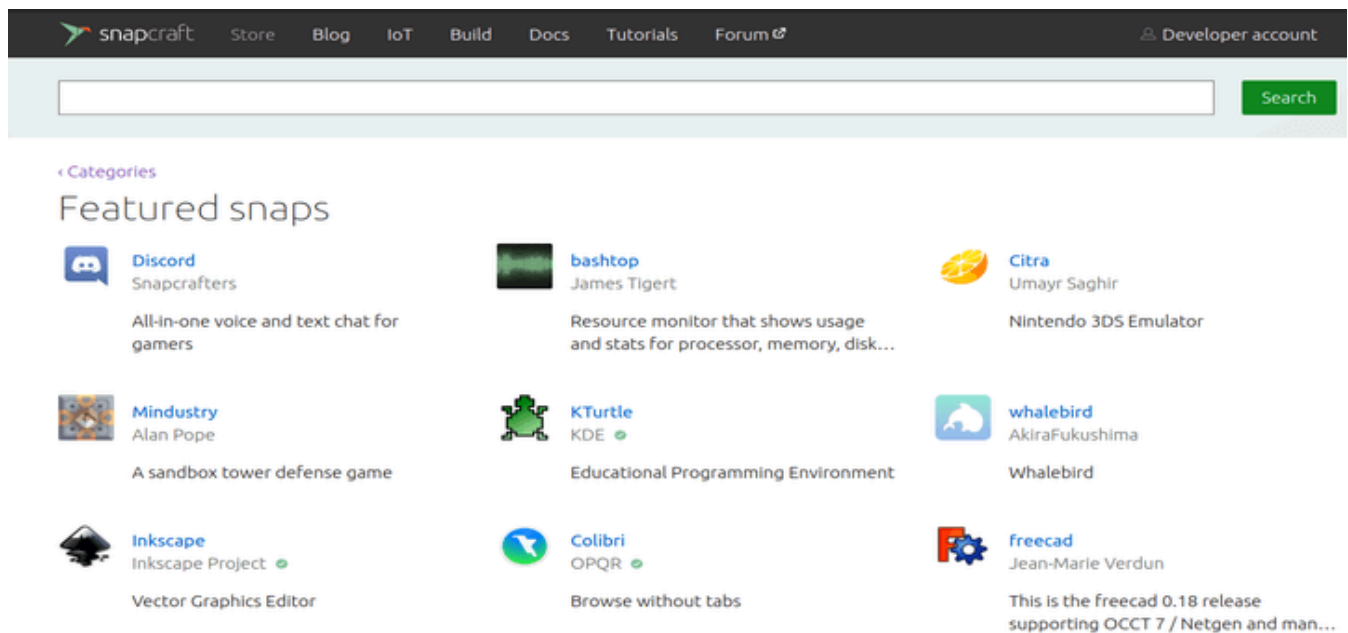 snapcraft Store Blog IoT Build Docs Tutorials Forum Developer account
Search
‹ Categories
Featured snaps
Discord
Snapcrafters
All-in-one voice and text chat for
gamers
bashtop
James Tigert
Resource monitor that shows usage
and stats for processor, memory, disk…
Citra
Umayr Saghir
Nintendo 3DS Emulator
Mindustry
Alan Pope
A sandbox tower defense game
KTurtle
KDE
Educational Programming Environment
whalebird
AkiraFukushima
Whalebird
Inkscape
Inkscape Project
Vector Graphics Editor
Colibri
OPQR
Browse without tabs
freecad
Jean-Marie Verdun
This is the freecad 0.18 release
supporting OCCT 7 / Netgen and man…